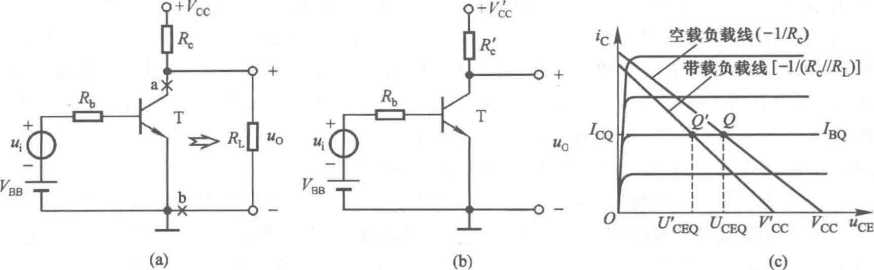 +V_CC
R_c
a
+
R_b
T
+
u_i
−
R_L
u_O
V_BB
b
−
(a)
+V'_CC
R'_c
+
R_b
T
+
u_i
−
u_O
V_BB
−
(b)
i_C
空载负载线(−1/R_c)
带载负载线[−1/(R_c//R_L)]
Q' Q
I_CQ
I_BQ
O
U'_CEQ U_CEQ V'_CC V_CC u_CE
(c)